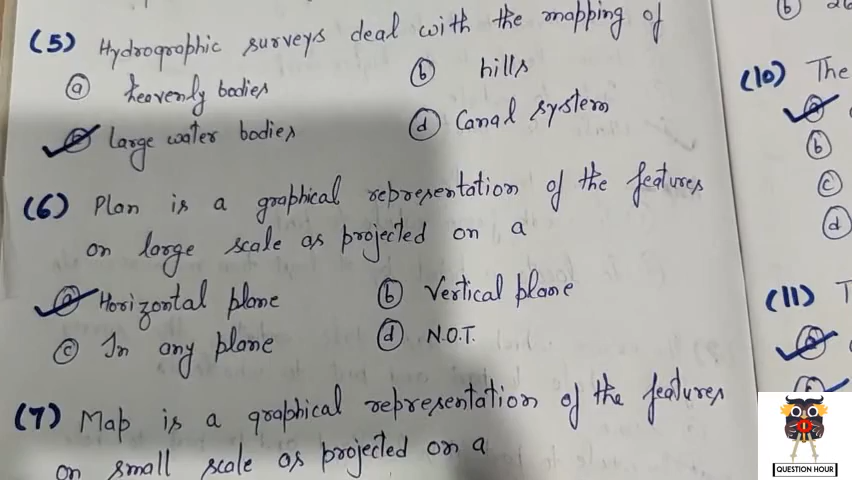 (5) Hydrographic surveys deal with the mapping of
ⓐ heavenly bodies
ⓑ hills
ⓒ large water bodies
ⓓ Canal system
(6) Plan is a graphical representation of the features
on large scale as projected on a
ⓐ Horizontal plane
ⓑ Vertical plane
ⓒ In any plane
ⓓ N.O.T.
(7) Map is a graphical representation of the features
on small scale as projected on a
ⓑ
(10) The
ⓐ
ⓑ
ⓒ
ⓓ
(11) T
ⓐ
QUESTION HOUR